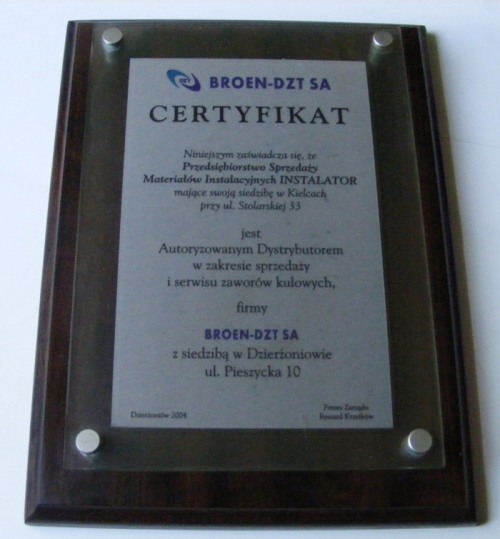 DZT BROEN-DZT SA
CERTYFIKAT
Niniejszym zaświadcza się, że
Przedsiębiorstwo Sprzedaży
Materiałów Instalacyjnych INSTALATOR
mające swoją siedzibę w Kielcach
przy ul. Stolarskiej 33
jest
Autoryzowanym Dystrybutorem
w zakresie sprzedaży
i serwisu zaworów kulowych,
firmy
BROEN-DZT SA
z siedzibą w Dzierżoniowie
ul. Pieszycka 10
Prezes Zarządu
Dzierżoniów 2004 Ryszard